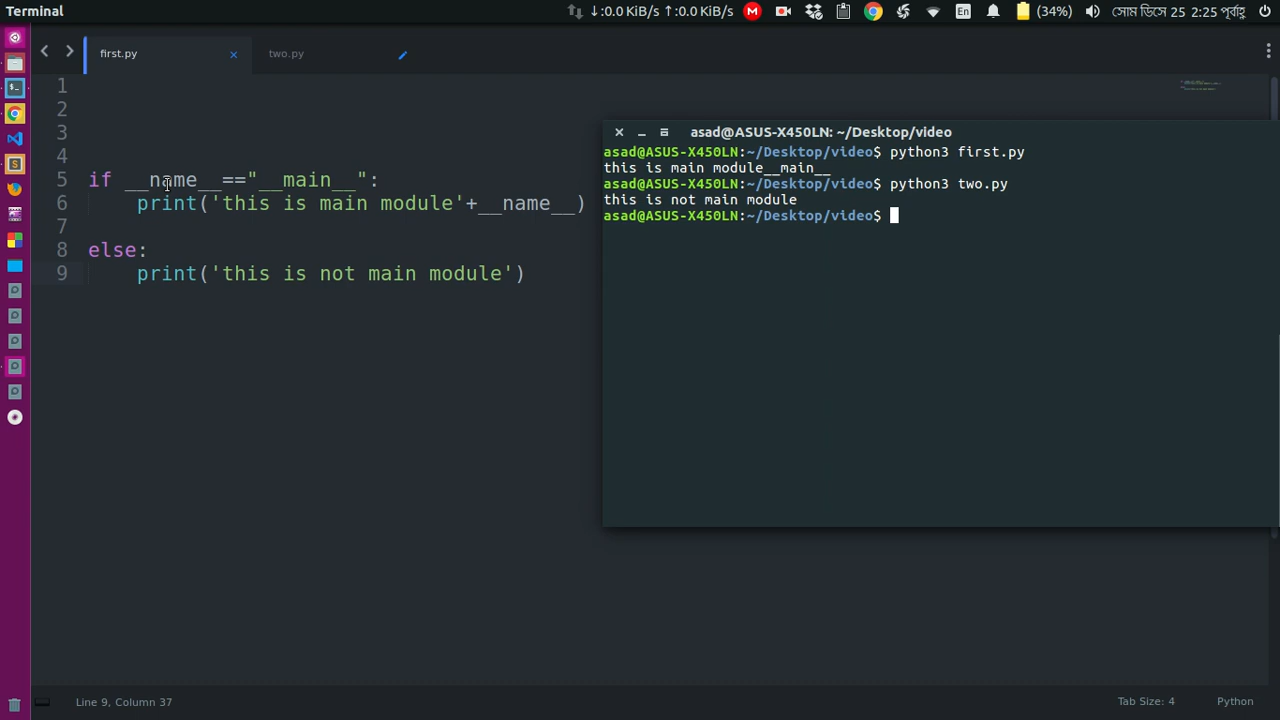 Terminal
↓:0.0 KiB/s ↑:0.0 KiB/s
M
En
(34%)
সোম ডিসে 25 2:25 পূর্বাহ্ণ
first.py
two.py
1
2
3
4
5 if __name__=="__main__":
6 print('this is main module'+__name__)
7
8 else:
9 print('this is not main module')
asad@ASUS-X450LN: ~/Desktop/video
asad@ASUS-X450LN:~/Desktop/video$ python3 first.py
this is main module__main__
asad@ASUS-X450LN:~/Desktop/video$ python3 two.py
this is not main module
asad@ASUS-X450LN:~/Desktop/video$
Line 9, Column 37
Tab Size: 4
Python